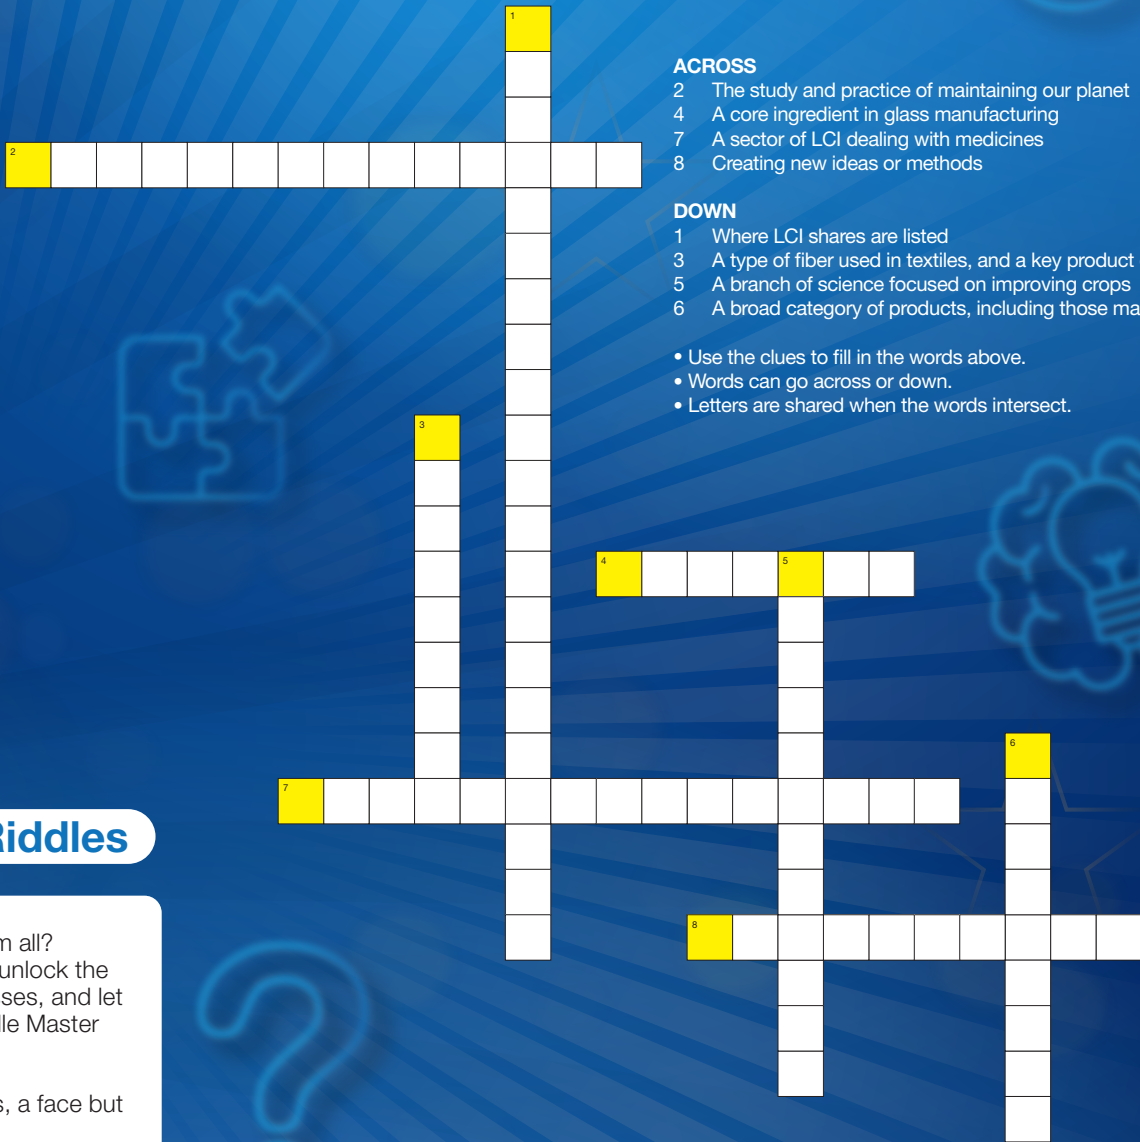 1
ACROSS
2 The study and practice of maintaining our planet
4 A core ingredient in glass manufacturing
7 A sector of LCI dealing with medicines
8 Creating new ideas or methods
DOWN
1 Where LCI shares are listed
3 A type of fiber used in textiles, and a key product
5 A branch of science focused on improving crops
6 A broad category of products, including those ma
• Use the clues to fill in the words above.
• Words can go across or down.
• Letters are shared when the words intersect.
2
3
4
5
6
7
8
Riddles
m all?
unlock the
sses, and let
lle Master
s, a face but